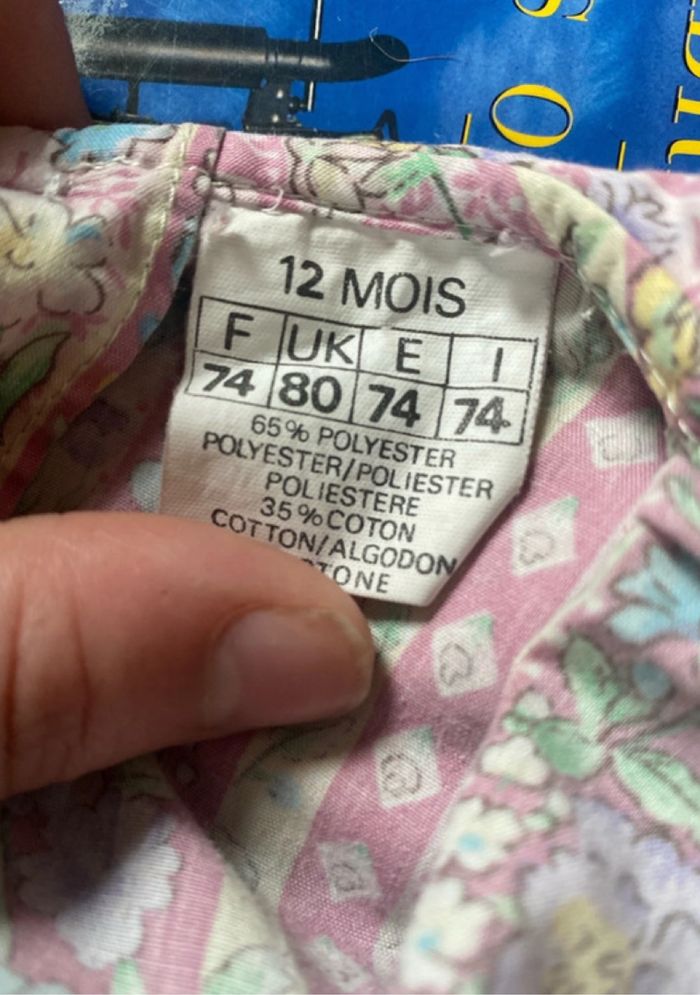 12 MOIS
F UK E I
74 80 74 74
65% POLYESTER
POLYESTER/POLIESTER
POLIESTERE
35% COTON
COTTON/ALGODON